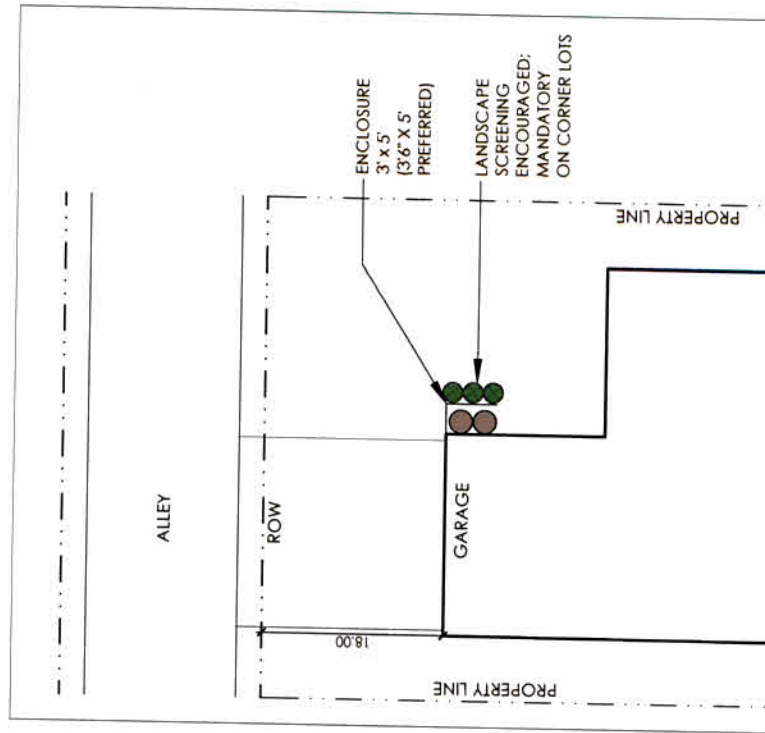 ENCLOSURE
3' x 5'
(3'6" X 5'
PREFERRED)
LANDSCAPE
SCREENING
ENCOURAGED;
MANDATORY
ON CORNER LOTS
ALLEY
ROW
GARAGE
18.00
PROPERTY LINE
PROPERTY LINE